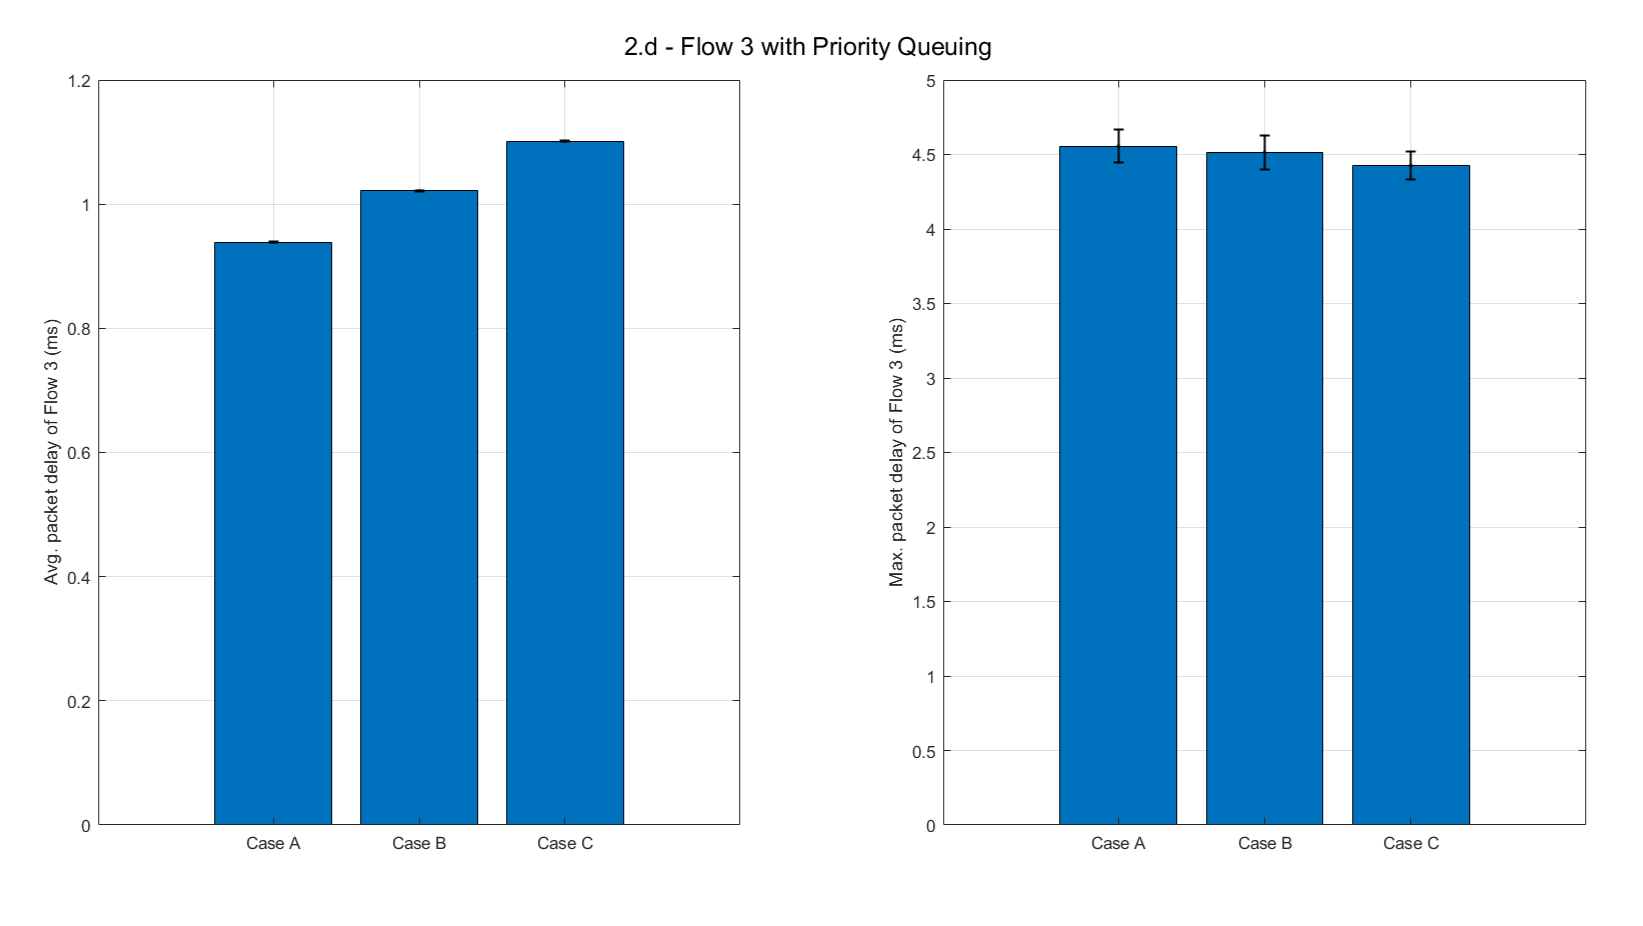 2.d - Flow 3 with Priority Queuing
Avg. packet delay of Flow 3 (ms)
1.2
1
0.8
0.6
0.4
0.2
0
Case A
Case B
Case C
Max. packet delay of Flow 3 (ms)
5
4.5
4
3.5
3
2.5
2
1.5
1
0.5
0
Case A
Case B
Case C